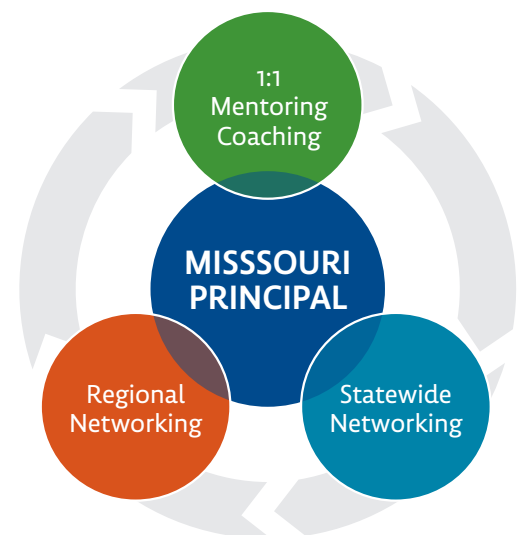 1:1
Mentoring
Coaching
MISSSOURI
PRINCIPAL
Regional
Networking
Statewide
Networking